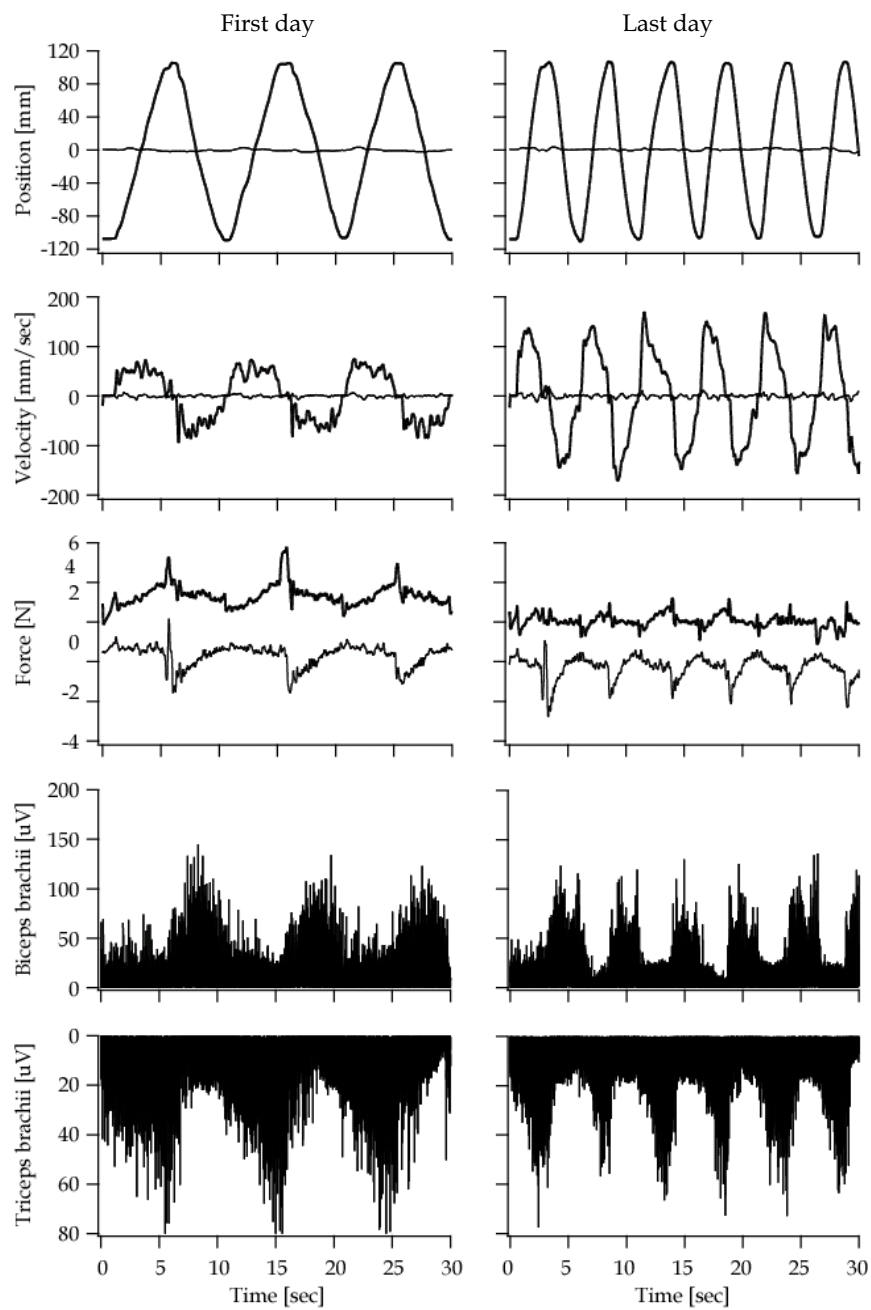 First day
Last day
Position [mm]
120
80
40
0
-40
-80
-120
Velocity [mm/sec]
200
100
0
-100
-200
Force [N]
6
4
2
0
-2
-4
Biceps brachii [uV]
200
150
100
50
0
Triceps brachii [uV]
0
20
40
60
80
0 5 10 15 20 25 30
Time [sec]
0 5 10 15 20 25 30
Time [sec]